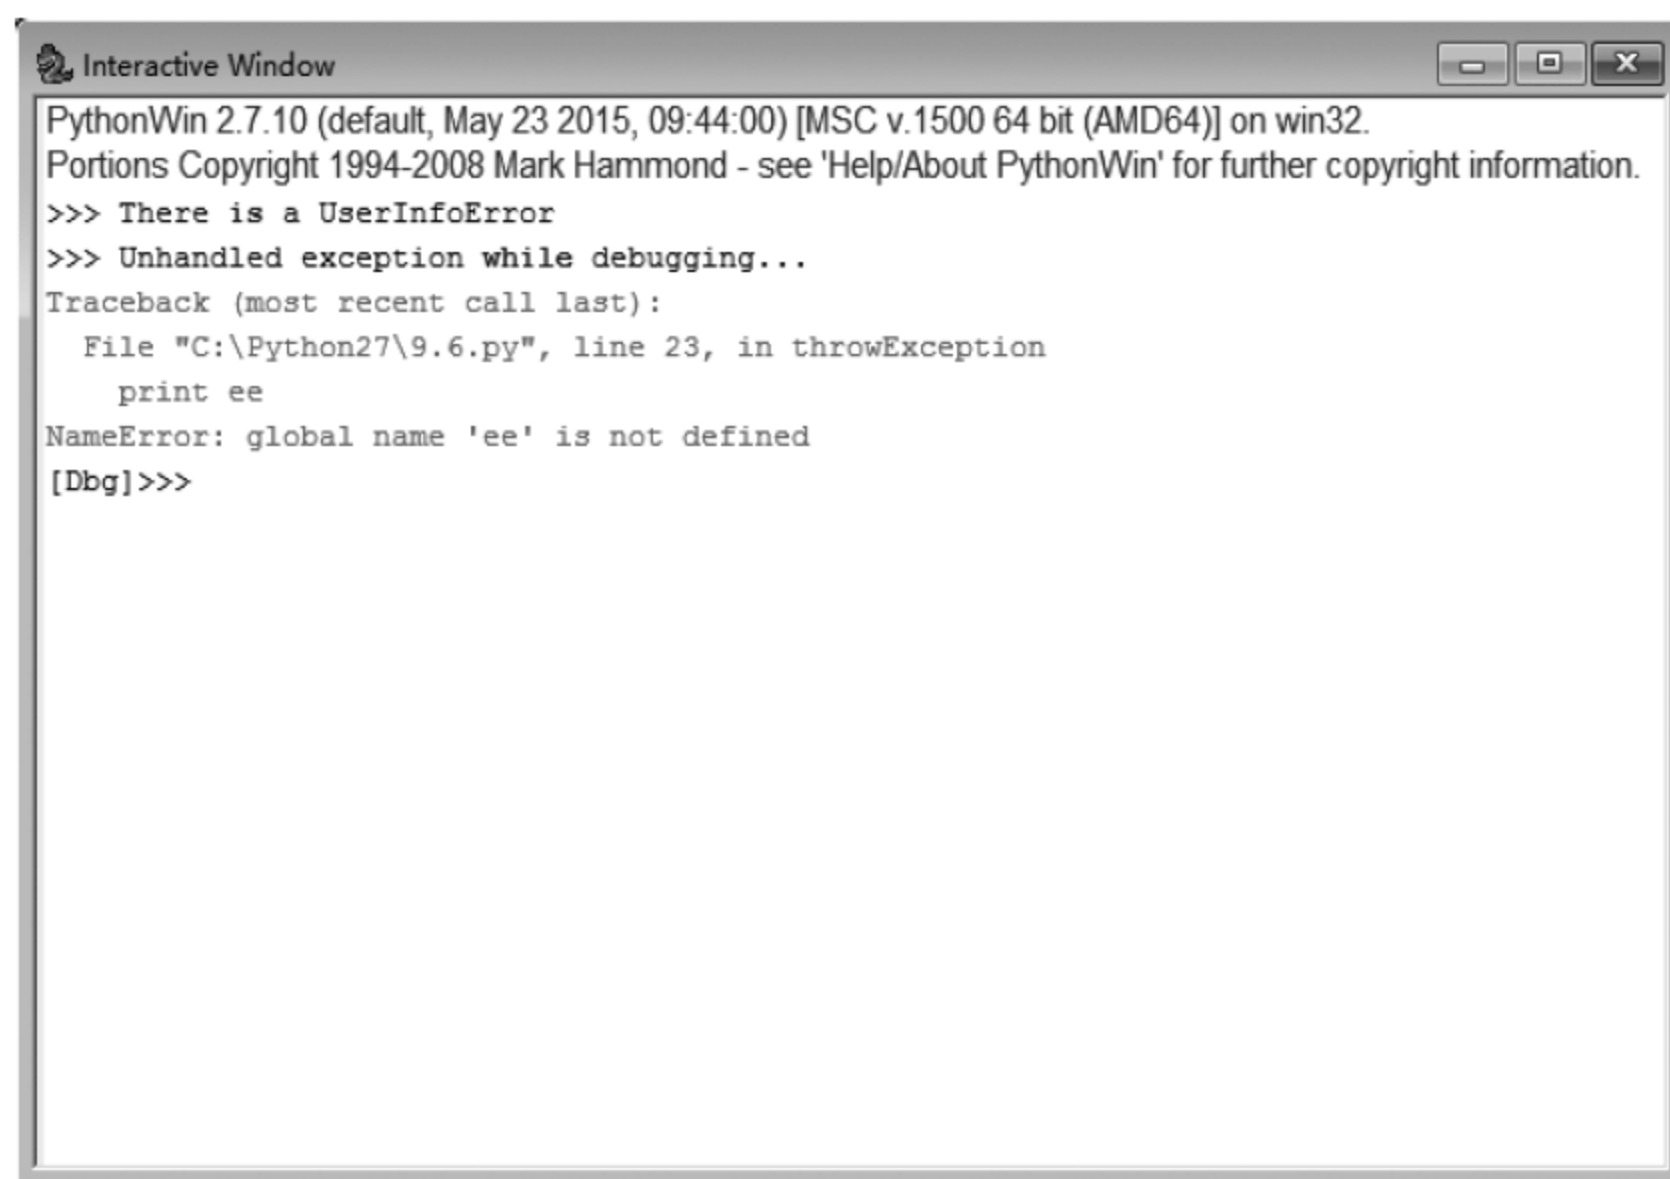 Interactive Window
PythonWin 2.7.10 (default, May 23 2015, 09:44:00) [MSC v.1500 64 bit (AMD64)] on win32.
Portions Copyright 1994-2008 Mark Hammond - see 'Help/About PythonWin' for further copyright information.
>>> There is a UserInfoError
>>> Unhandled exception while debugging...
Traceback (most recent call last):
  File "C:\Python27\9.6.py", line 23, in throwException
    print ee
NameError: global name 'ee' is not defined
[Dbg]>>>